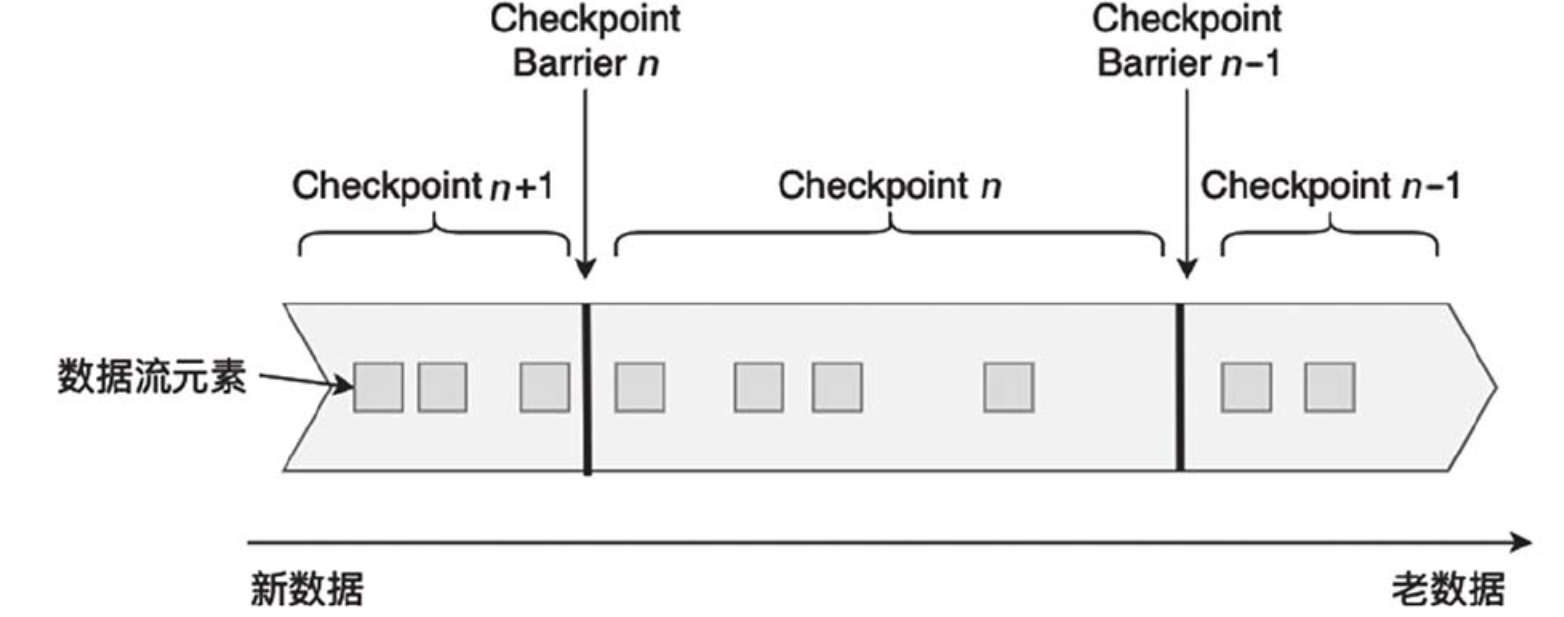 Checkpoint
Barrier n
Checkpoint
Barrier n−1
Checkpoint n+1
Checkpoint n
Checkpoint n−1
数据流元素
新数据
老数据